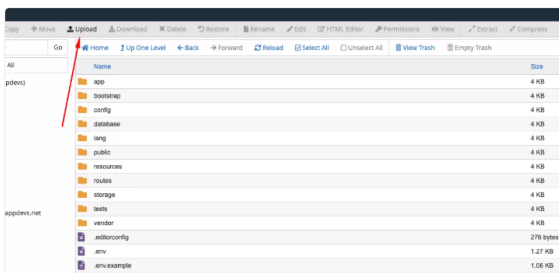 Copy Move Upload Download Delete Restore Rename Edit HTML Editor Permissions View Extract Compress
Go Home Up One Level Back Forward Reload Select All Unselect All View Trash Empty Trash
All Name Size
pdevs) app 4 KB
bootstrap 4 KB
config 4 KB
database 4 KB
lang 4 KB
public 4 KB
resources 4 KB
routes 4 KB
storage 4 KB
tests 4 KB
appdevs.net vendor 4 KB
.editorconfig 276 bytes
.env 1.27 KB
.env.example 1.06 KB